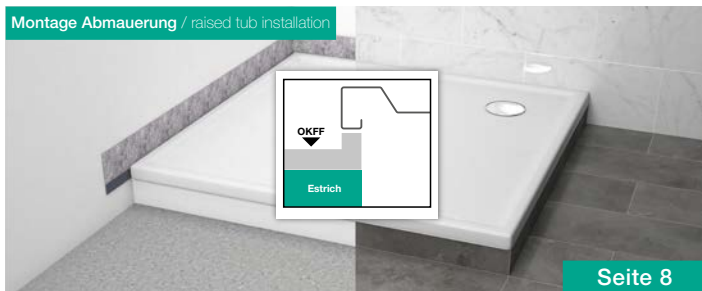 Montage Abmauerung / raised tub installation
OKFF
Estrich
Seite 8